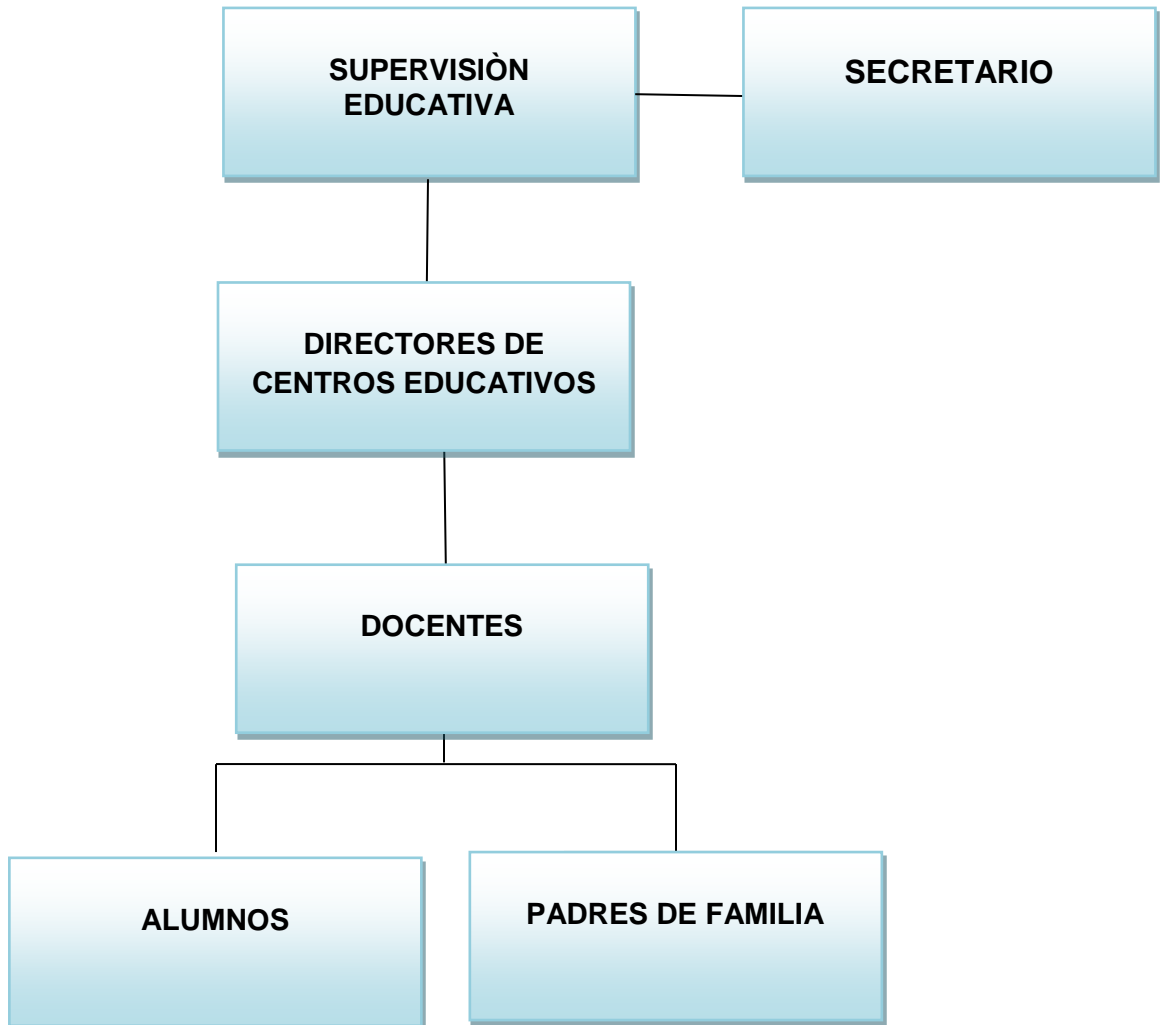 SUPERVISIÒN
EDUCATIVA
SECRETARIO
DIRECTORES DE
CENTROS EDUCATIVOS
DOCENTES
ALUMNOS
PADRES DE FAMILIA